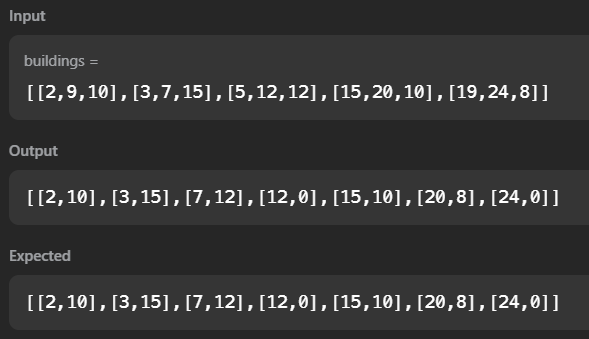 Input
buildings =
[[2,9,10],[3,7,15],[5,12,12],[15,20,10],[19,24,8]]
Output
[[2,10],[3,15],[7,12],[12,0],[15,10],[20,8],[24,0]]
Expected
[[2,10],[3,15],[7,12],[12,0],[15,10],[20,8],[24,0]]